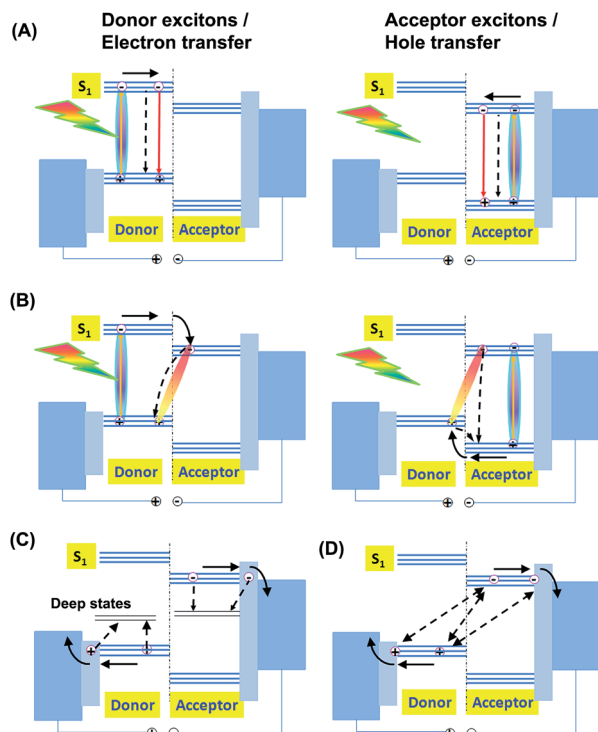 Donor excitons /
Electron transfer
Acceptor excitons /
Hole transfer
(A)
S1
Donor
Acceptor
+ -
S1
Donor
Acceptor
+ -
(B)
S1
Donor
Acceptor
+ -
S1
Donor
Acceptor
+ -
(C)
S1
Deep states
Donor
Acceptor
(D)
S1
Donor
Acceptor